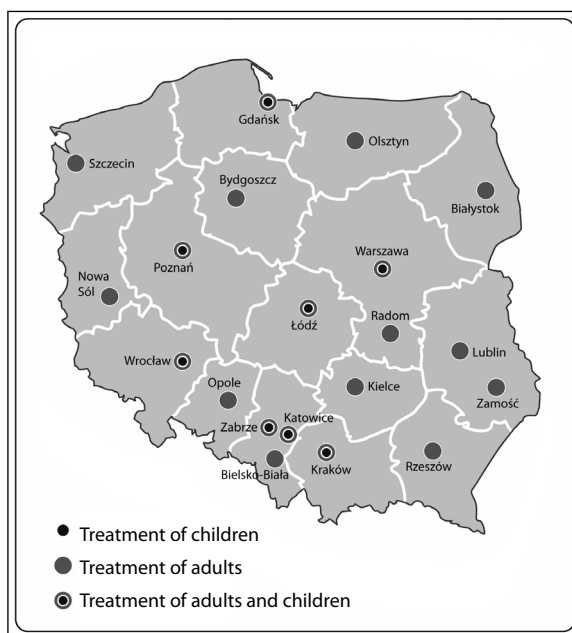 Gdańsk
Olsztyn
Szczecin
Bydgoszcz
Białystok
Poznań
Warszawa
Nowa
Sól
Łódź
Radom
Wrocław
Lublin
Opole
Kielce
Zamość
Zabrze
Katowice
Kraków
Rzeszów
Bielsko-Biała
Treatment of children
Treatment of adults
Treatment of adults and children